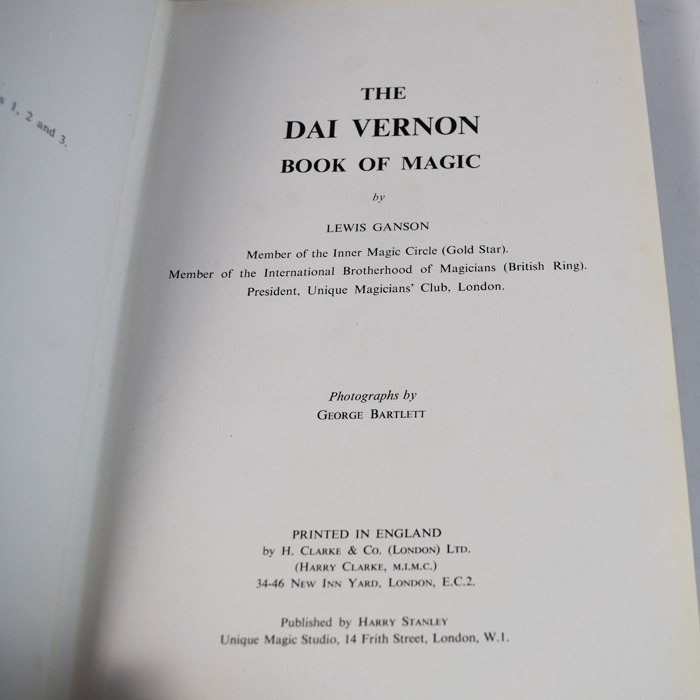 s 1, 2 and 3.
THE
DAI VERNON
BOOK OF MAGIC
by
LEWIS GANSON
Member of the Inner Magic Circle (Gold Star).
Member of the International Brotherhood of Magicians (British Ring).
President, Unique Magicians' Club, London.
Photographs by
GEORGE BARTLETT
PRINTED IN ENGLAND
by H. CLARKE & CO. (LONDON) LTD.
(HARRY CLARKE, M.I.M.C.)
34-46 NEW INN YARD, LONDON, E.C.2.
Published by HARRY STANLEY
Unique Magic Studio, 14 Frith Street, London, W.1.